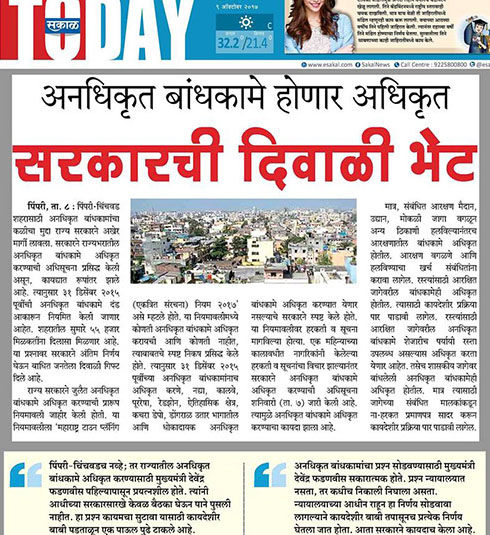 TODAY
सकाळ
९ ऑक्टोबर २०१७
32.2°/21.4°
C
www.esakal.com SakalNews Call Centre : 9225800800
अनधिकृत बांधकामे होणार अधिकृत
सरकारची दिवाळी भेट
पिंपरी, ता. ८ : पिंपरी-चिंचवड
शहरासाठी अनधिकृत बांधकामांचा
कळीचा मुद्दा राज्य सरकारने अखेर
मार्गी लावला. सरकारने राज्यभरातील
अनधिकृत बांधकामे अधिकृत
करण्याची अधिसूचना प्रसिद्ध केली
असून, कायद्यात रूपांतर झाले
आहे. त्यानुसार ३१ डिसेंबर २०१५
पूर्वीची अनधिकृत बांधकामे दंड
आकारून नियमित केली जाणार
आहेत. शहरातील सुमारे ५५ हजार
मिळकतींना दिलासा मिळणार आहे.
या प्रश्नावर सरकारने अंतिम निर्णय
घेऊन बाधित जनतेला दिवाळी गिफ्ट
दिले आहे.
राज्य सरकारने जुलैत अनधिकृत
बांधकामे अधिकृत करण्याची प्रारूप
नियमावली जाहीर केली होती. या
नियमावलीला 'महाराष्ट्र टाउन प्लॅनिंग
(एकत्रित संरचना) नियम २०१७'
असे म्हटले होते. या नियमावलीमध्ये
कोणती अनधिकृत बांधकामे अधिकृत
करायची आणि कोणती नाहीत,
त्याबाबतचे स्पष्ट निकष प्रसिद्ध केले
होते. त्यानुसार ३१ डिसेंबर २०१५
पूर्वीच्या अनधिकृत बांधकामांनाच
अधिकृत करणे, नद्या, कालवे,
पूररेषा, रेडझोन, ऐतिहासिक क्षेत्र,
कचरा डेपो, डोंगराळ उतार भागातील
आणि धोकादायक अनधिकृत
बांधकामे अधिकृत करण्यात येणार
नसल्याचे सरकारने स्पष्ट केले होते.
या नियमावलीवर हरकती व सूचना
मागविल्या होत्या. एक महिन्याच्या
कालावधीत नागरिकांनी केलेल्या
हरकती व सूचनांचा विचार झाल्यानंतर
सरकारने अनधिकृत बांधकामे
अधिकृत करण्याची अधिसूचना
शनिवारी (ता. ७) जारी केली आहे.
त्यामुळे अनधिकृत बांधकामे अधिकृत
करण्याचा कायदा झाला आहे.
मात्र, संबंधित आरक्षण मैदान,
उद्यान, मोकळी जागा वगळून
अन्य ठिकाणी हलविल्यानंतरच
आरक्षणातील बांधकामे अधिकृत
होतील. आरक्षण वगळणे आणि
हलविण्याचा खर्च संबंधितांना
करावा लागेल. रस्त्यांसाठी आरक्षित
जागेवरील बांधकामेही अधिकृत
होतील. त्यासाठी कायदेशीर प्रक्रिया
पार पाडावी लागेल. रस्त्यांसाठी
आरक्षित जागेवरील अनधिकृत
बांधकामे शेजारीच पर्यायी रस्ता
उपलब्ध असल्यास अधिकृत करता
येणार आहेत. तसेच शासकीय जागेवर
बांधलेली अनधिकृत बांधकामेही
अधिकृत होतील. मात्र त्यासाठी
जागेच्या संबंधित मालकांकडून
ना-हरकत प्रमाणपत्र सादर करून
कायदेशीर प्रक्रिया पार पाडावी लागेल.
पिंपरी-चिंचवडच नव्हे; तर राज्यातील अनधिकृत
बांधकामे अधिकृत करण्यासाठी मुख्यमंत्री देवेंद्र
फडणवीस पहिल्यापासून प्रयत्नशील होते. त्यांनी
आधीच्या सरकारसारखे केवळ बैठका घेऊन पाने पुसली
नाहीत. हा प्रश्न कायमचा सुटावा यासाठी कायदेशीर
बाबी पडताळून एक पाऊल पुढे टाकले आहे.
अनधिकृत बांधकामांचा प्रश्न सोडवण्यासाठी मुख्यमंत्री
देवेंद्र फडणवीस सकारात्मक होते. प्रश्न न्यायालयात
नसता, तर कधीच निकाली निघाला असता.
न्यायालयाच्या आधीन राहून हा निर्णय सोडवावा
लागल्याने कायदेशीर बाबी तपासूनच प्रत्येक निर्णय
घेतला जात होता. आता सरकारने कायदाच केला आहे.